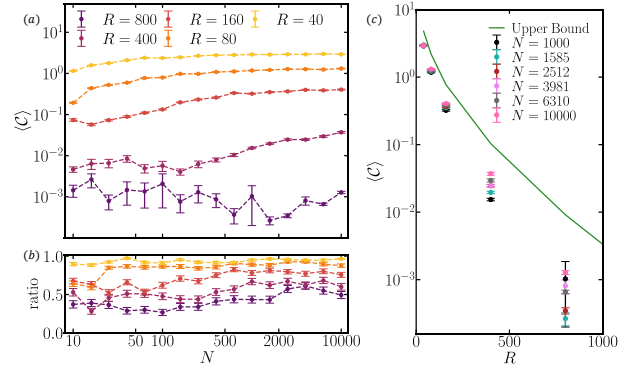 (a)
R = 800
R = 160
R = 40
R = 400
R = 80
10^1
10^0
10^{-1}
10^{-2}
10^{-3}
⟨C⟩
(b)
1.0
0.5
0.0
ratio
10
50
100
500
1000
5000
10000
N
(c)
Upper Bound
N = 1000
N = 1585
N = 2512
N = 3981
N = 6310
N = 10000
10^1
10^0
10^{-1}
10^{-2}
10^{-3}
⟨C⟩
0
500
1000
R